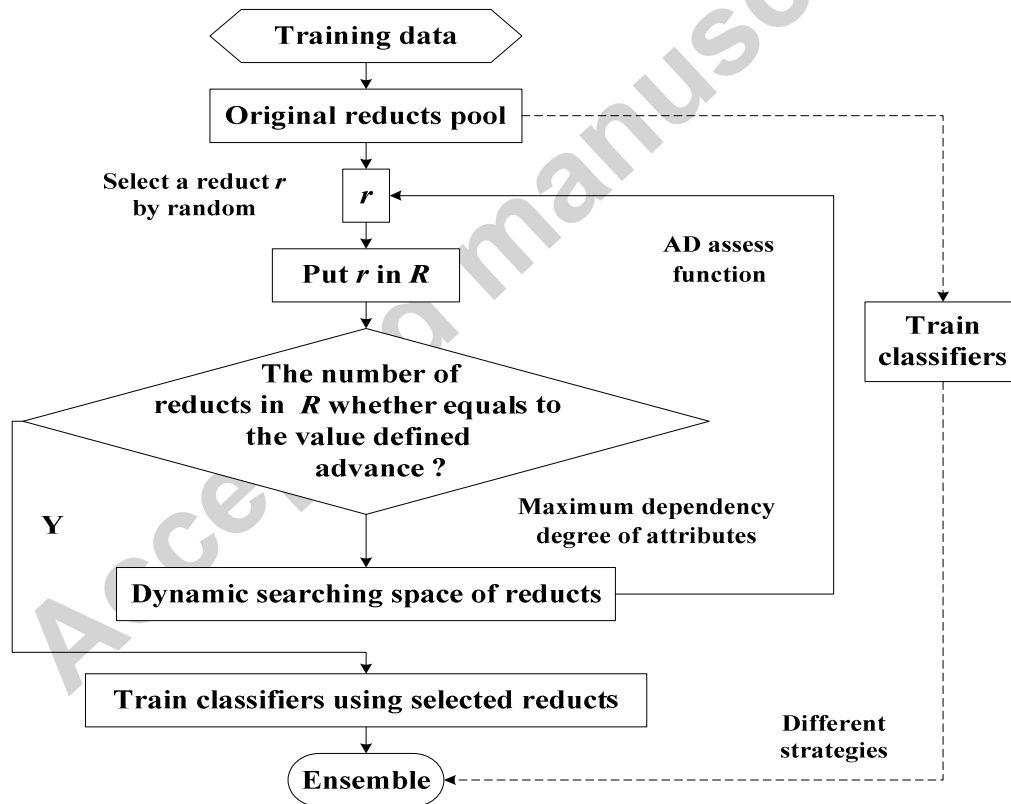 Training data
Original reducts pool
Select a reduct r
by random
r
Put r in R
AD assess
function
Train
classifiers
The number of
reducts in R whether equals to
the value defined
advance ?
Y
Maximum dependency
degree of attributes
Dynamic searching space of reducts
Train classifiers using selected reducts
Different
strategies
Ensemble